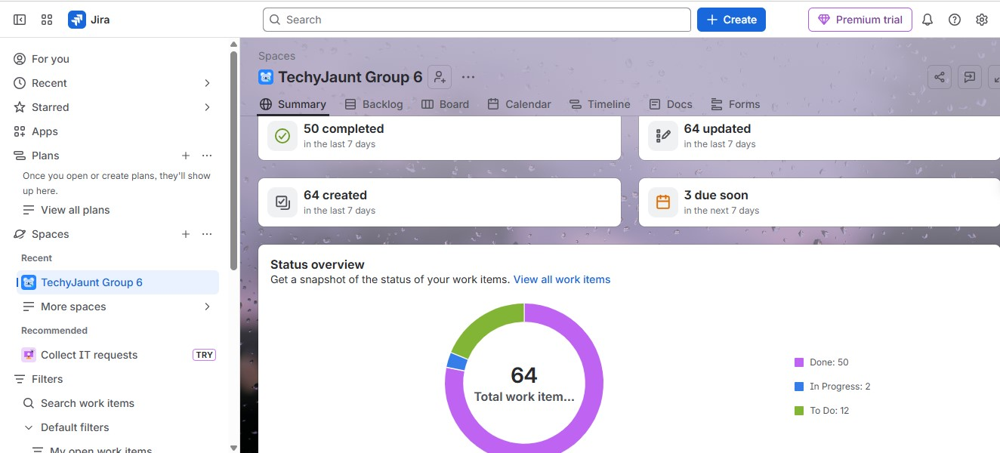 Jira
Search
Create
Premium trial
For you
Recent
Starred
Apps
Plans
Once you open or create plans, they'll show
up here.
View all plans
Spaces
Recent
TechyJaunt Group 6
More spaces
Recommended
Collect IT requests
TRY
Filters
Search work items
Default filters
My open work items
Spaces
TechyJaunt Group 6
Summary
Backlog
Board
Calendar
Timeline
Docs
Forms
50 completed
in the last 7 days
64 updated
in the last 7 days
64 created
in the last 7 days
3 due soon
in the next 7 days
Status overview
Get a snapshot of the status of your work items. View all work items
64
Total work item...
Done: 50
In Progress: 2
To Do: 12